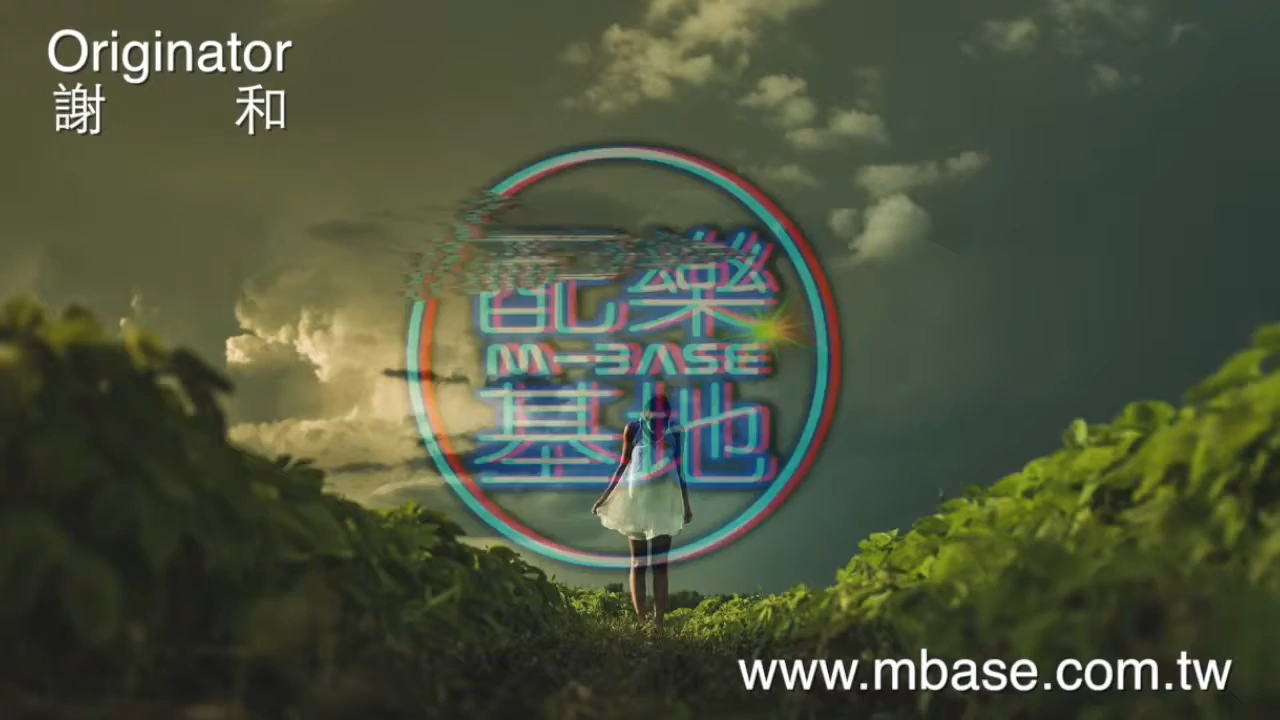 Originator
謝 和
配樂
M-BASE
基地
www.mbase.com.tw